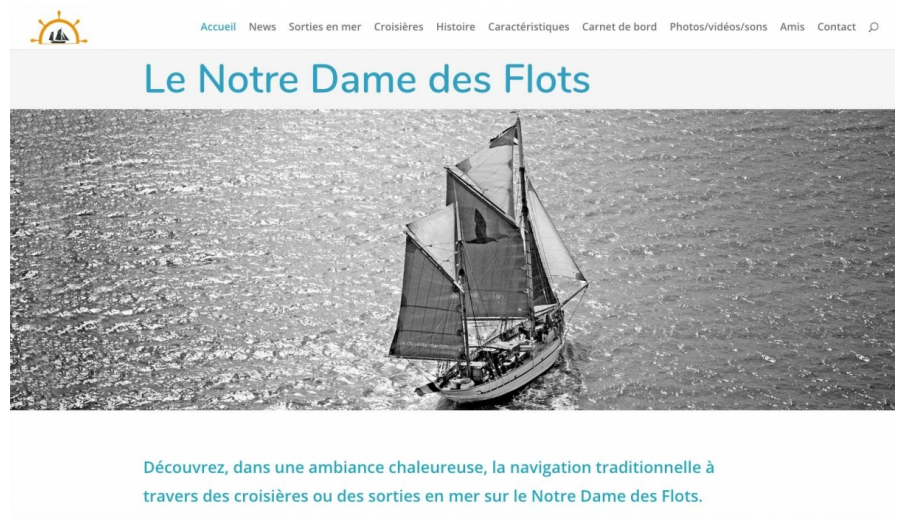 Accueil News Sorties en mer Croisières Histoire Caractéristiques Carnet de bord Photos/vidéos/sons Amis Contact
Le Notre Dame des Flots
Découvrez, dans une ambiance chaleureuse, la navigation traditionnelle à
travers des croisières ou des sorties en mer sur le Notre Dame des Flots.